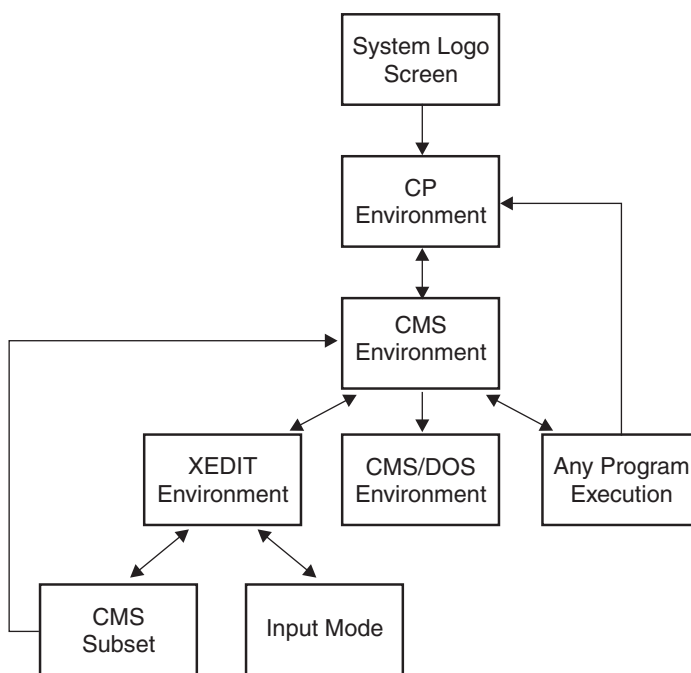 System Logo
Screen
CP
Environment
CMS
Environment
XEDIT
Environment
CMS/DOS
Environment
Any Program
Execution
CMS
Subset
Input Mode